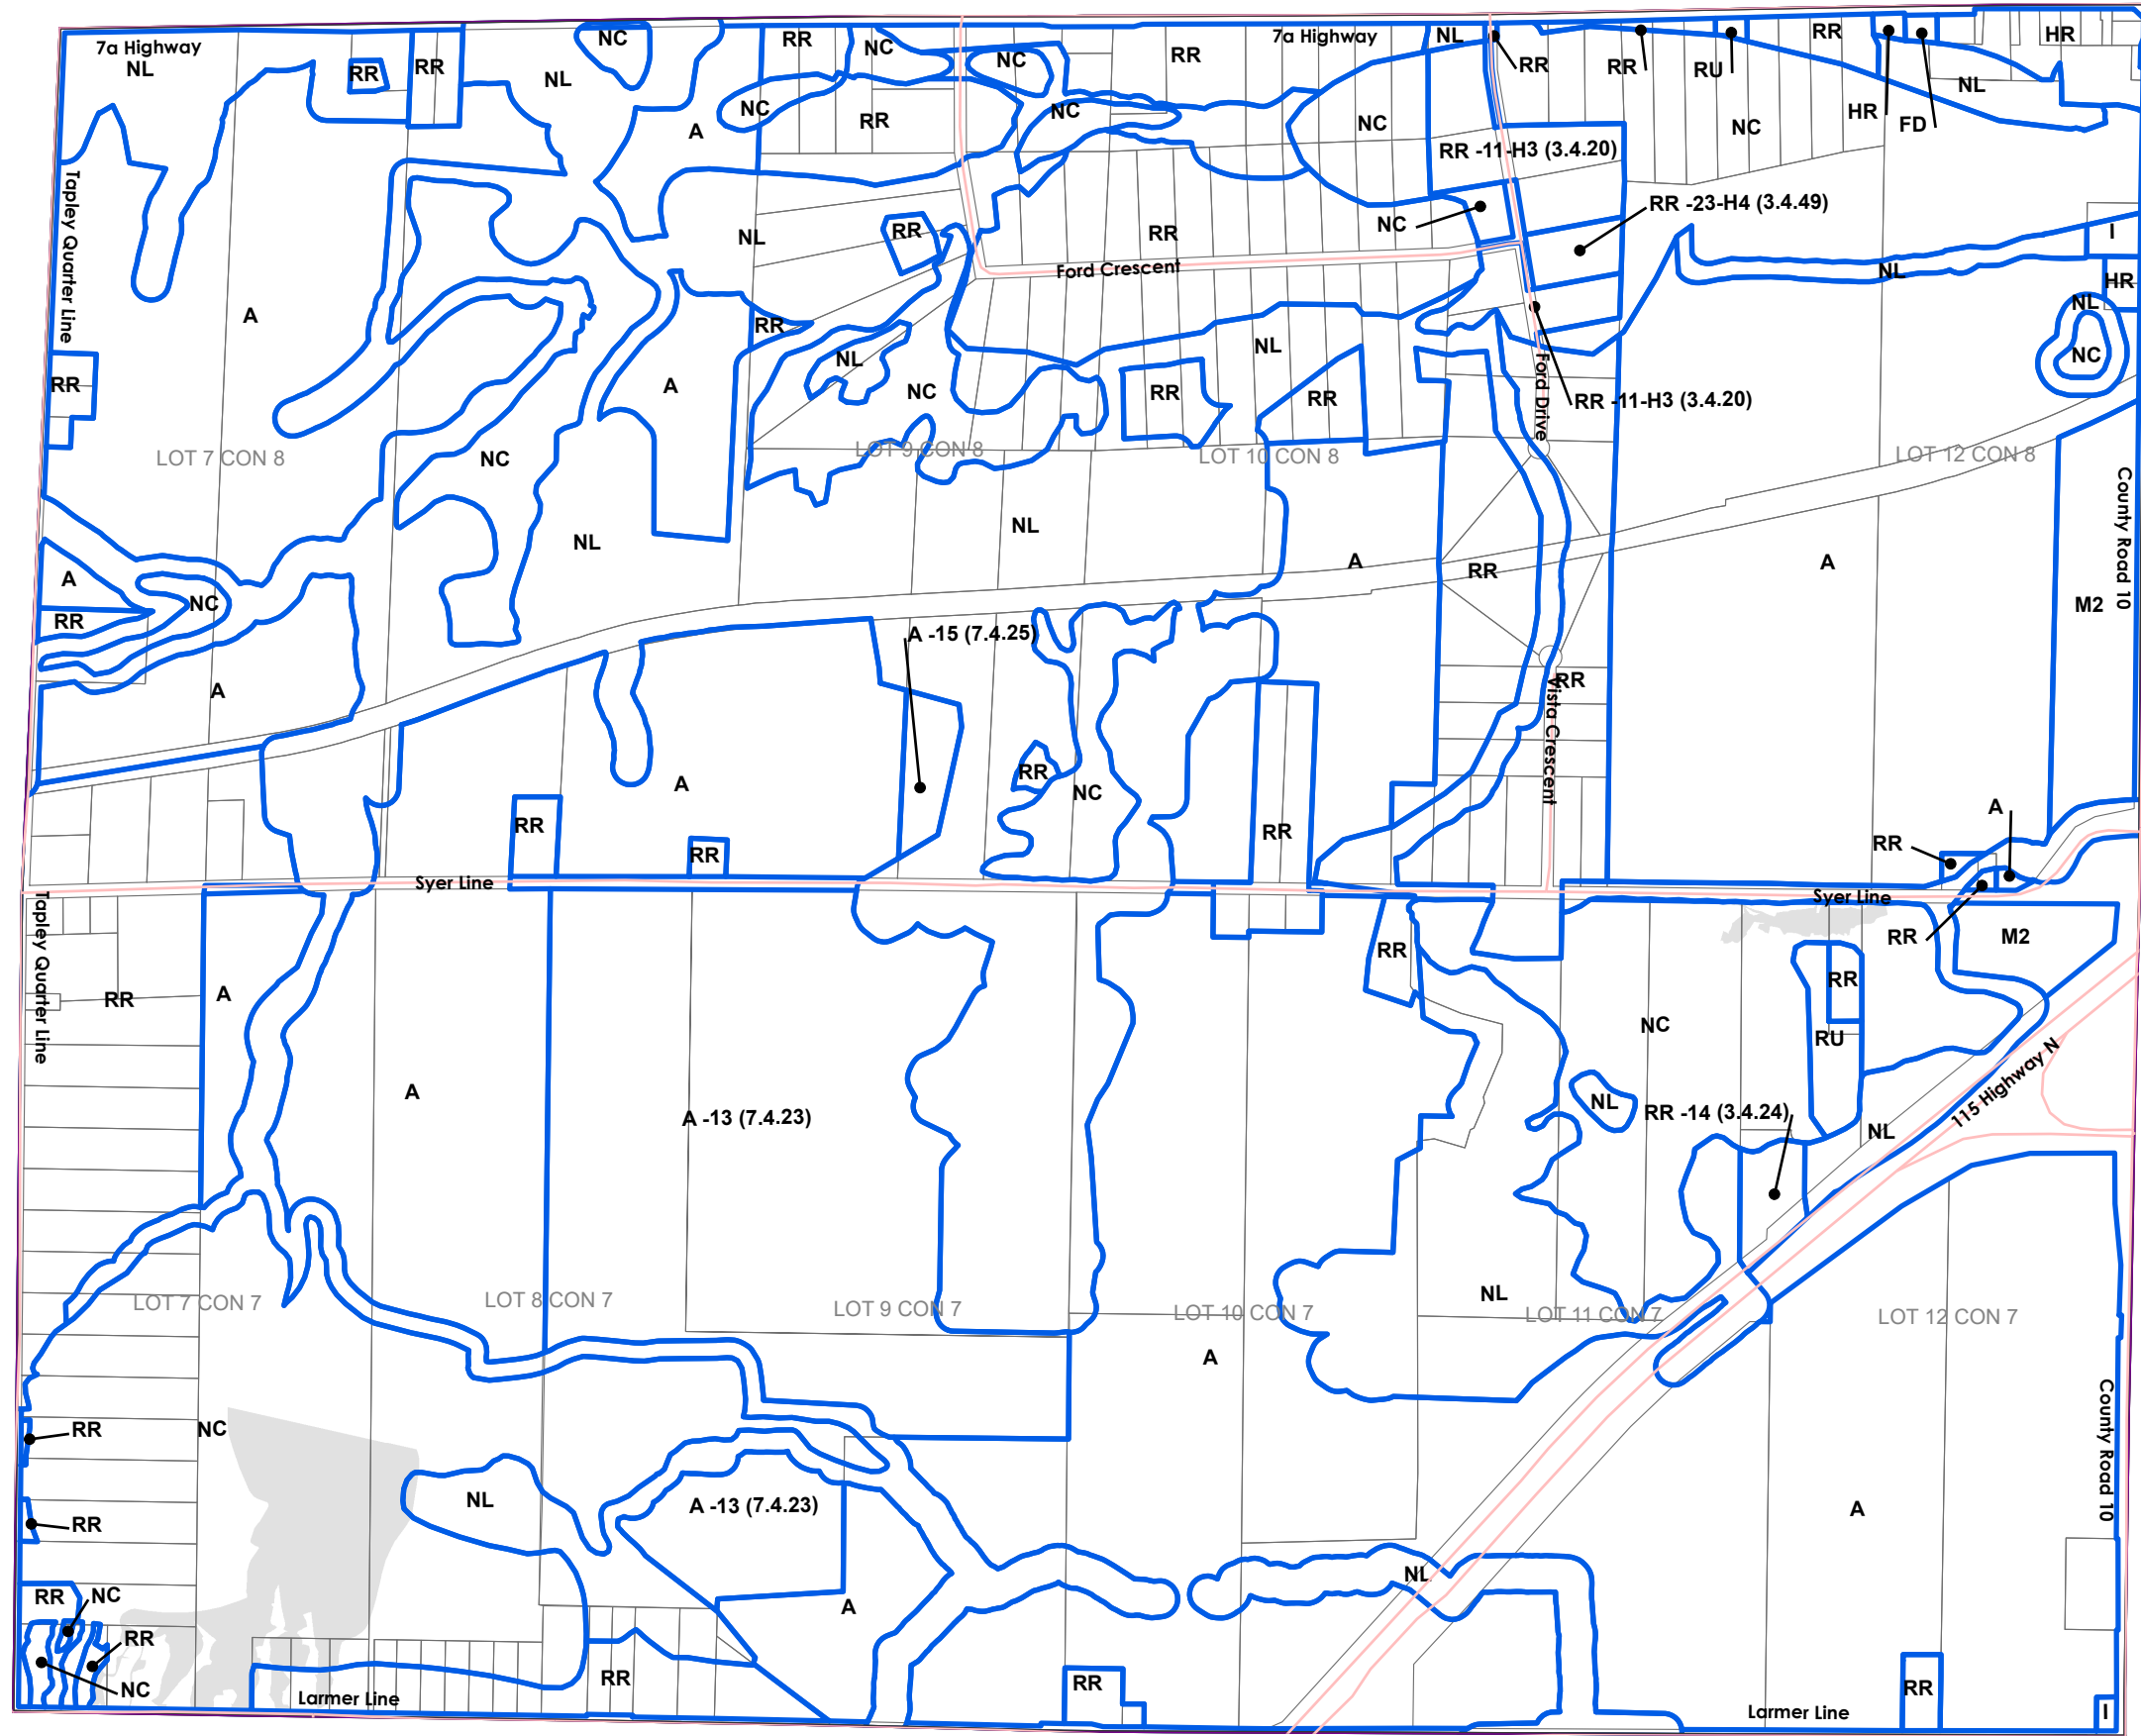 7a Highway
NL
RR
RR
NL
NC
RR
NC
NC
RR
7a Highway
NL
RR
RR
RU
RR
HR
NL
A
NC
RR
NC
NC
NC
HR
FD
RR -11-H3 (3.4.20)
RR -23-H4 (3.4.49)
NC
Tapley Quarter Line
A
NL
RR
RR
Ford Crescent
NL
I
HR
NL
NC
RR
RR
A
NL
NC
RR
NL
RR
Ford Drive
RR -11-H3 (3.4.20)
LOT 7 CON 8
NC
LOT 9 CON 8
LOT 10 CON 8
LOT 12 CON 8
County Road 10
NL
NL
A
RR
A
M2
A
RR
NC
A
A -15 (7.4.25)
RR
Vista Crescent
A
RR
NC
RR
RR
RR
A
RR
Syer Line
Syer Line
Tapley Quarter Line
RR
A
RR
NC
RR
M2
RR
RU
A
A -13 (7.4.23)
NL
RR -14 (3.4.24)
NL
115 Highway N
LOT 7 CON 7
LOT 8 CON 7
LOT 9 CON 7
LOT 10 CON 7
NL
LOT 11 CON 7
LOT 12 CON 7
A
County Road 10
RR
NC
NL
A -13 (7.4.23)
A
RR
RR
NC
RR
NC
A
NL
RR
RR
RR
I
Larmer Line
Larmer Line